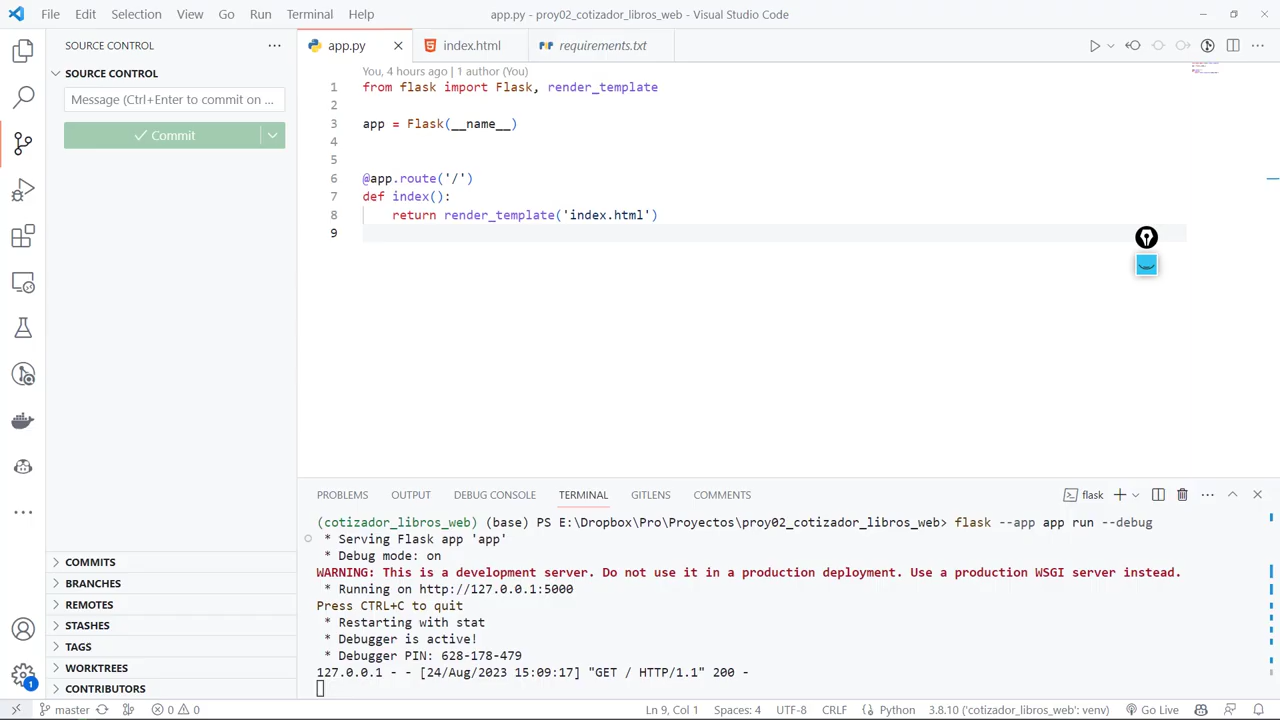 File Edit Selection View Go Run Terminal Help app.py - proy02_cotizador_libros_web - Visual Studio Code
SOURCE CONTROL
SOURCE CONTROL
Message (Ctrl+Enter to commit on ...
Commit
COMMITS
BRANCHES
REMOTES
STASHES
TAGS
WORKTREES
CONTRIBUTORS
app.py index.html requirements.txt
You, 4 hours ago | 1 author (You)
1 from flask import Flask, render_template
2
3 app = Flask(__name__)
4
5
6 @app.route('/')
7 def index():
8 return render_template('index.html')
9
PROBLEMS OUTPUT DEBUG CONSOLE TERMINAL GITLENS COMMENTS flask
(cotizador_libros_web) (base) PS E:\Dropbox\Pro\Proyectos\proy02_cotizador_libros_web> flask --app app run --debug
* Serving Flask app 'app'
* Debug mode: on
WARNING: This is a development server. Do not use it in a production deployment. Use a production WSGI server instead.
* Running on http://127.0.0.1:5000
Press CTRL+C to quit
* Restarting with stat
* Debugger is active!
* Debugger PIN: 628-178-479
127.0.0.1 - - [24/Aug/2023 15:09:17] "GET / HTTP/1.1" 200 -
1
master 0 0 Ln 9, Col 1 Spaces: 4 UTF-8 CRLF Python 3.8.10 ('cotizador_libros_web': venv) Go Live